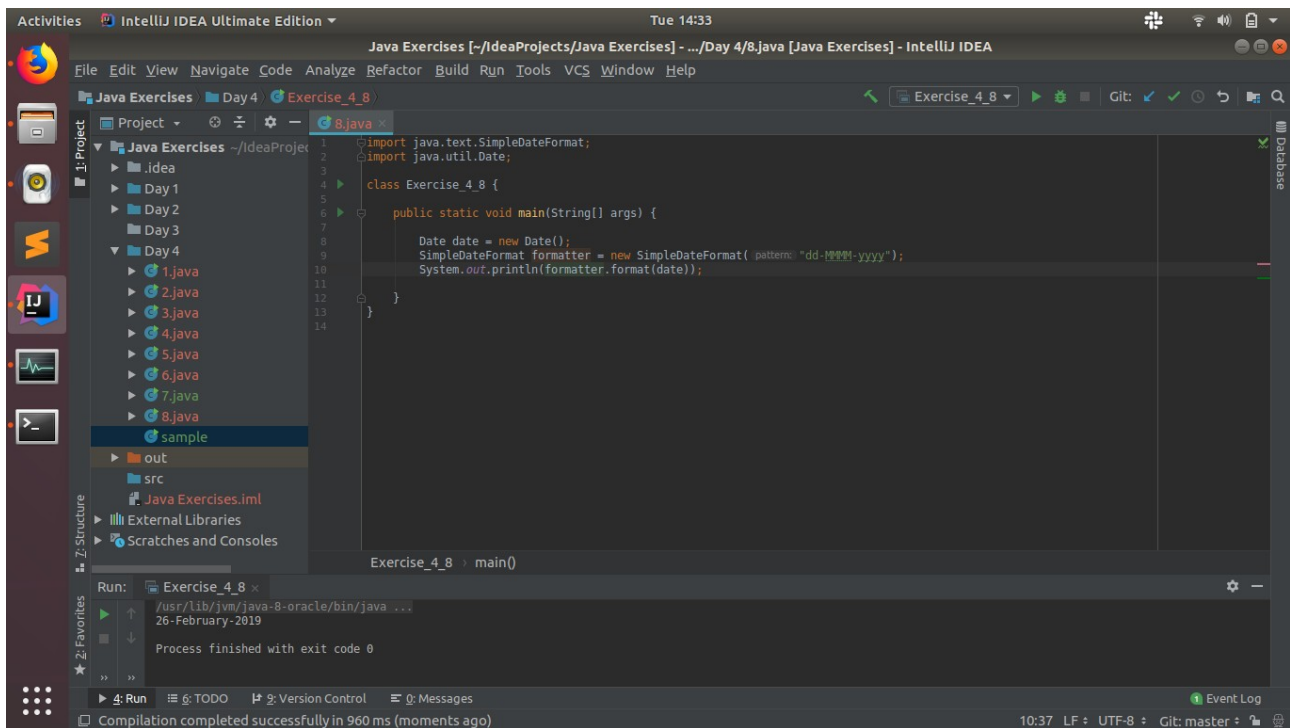 Activities IntelliJ IDEA Ultimate Edition Tue 14:33
Java Exercises [~/IdeaProjects/Java Exercises] - .../Day 4/8.java [Java Exercises] - IntelliJ IDEA
File Edit View Navigate Code Analyze Refactor Build Run Tools VCS Window Help
Java Exercises Day 4 Exercise_4_8 Exercise_4_8 Git:
Project 8.java
1: Project
Java Exercises ~/IdeaProjec
.idea
Day 1
Day 2
Day 3
Day 4
1.java
2.java
3.java
4.java
5.java
6.java
7.java
8.java
sample
out
src
Java Exercises.iml
External Libraries
Scratches and Consoles
7: Structure
2: Favorites
1 import java.text.SimpleDateFormat;
2 import java.util.Date;
3
4 class Exercise_4_8 {
5
6 public static void main(String[] args) {
7
8 Date date = new Date();
9 SimpleDateFormat formatter = new SimpleDateFormat( pattern: "dd-MMMM-yyyy");
10 System.out.println(formatter.format(date));
11
12 }
13 }
14
Database
Exercise_4_8 › main()
Run: Exercise_4_8
/usr/lib/jvm/java-8-oracle/bin/java ...
26-February-2019
Process finished with exit code 0
4: Run 6: TODO 9: Version Control 0: Messages 1 Event Log
Compilation completed successfully in 960 ms (moments ago) 10:37 LF UTF-8 Git: master